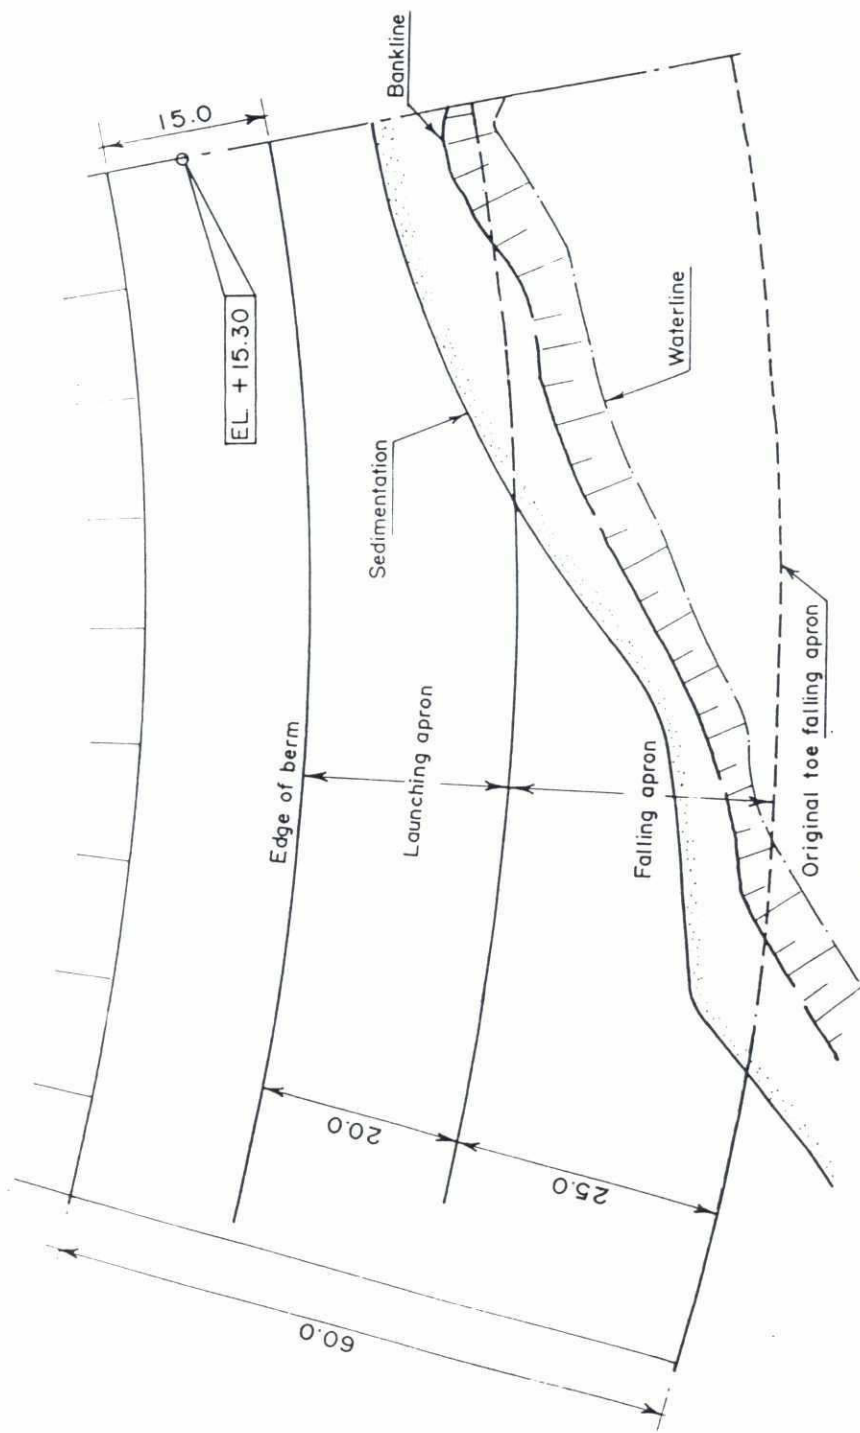 15.0
Bankline
EL. +15.30
Waterline
Sedimentation
Edge of berm
Launching apron
Falling apron
Original toe falling apron
20.0
25.0
60.0